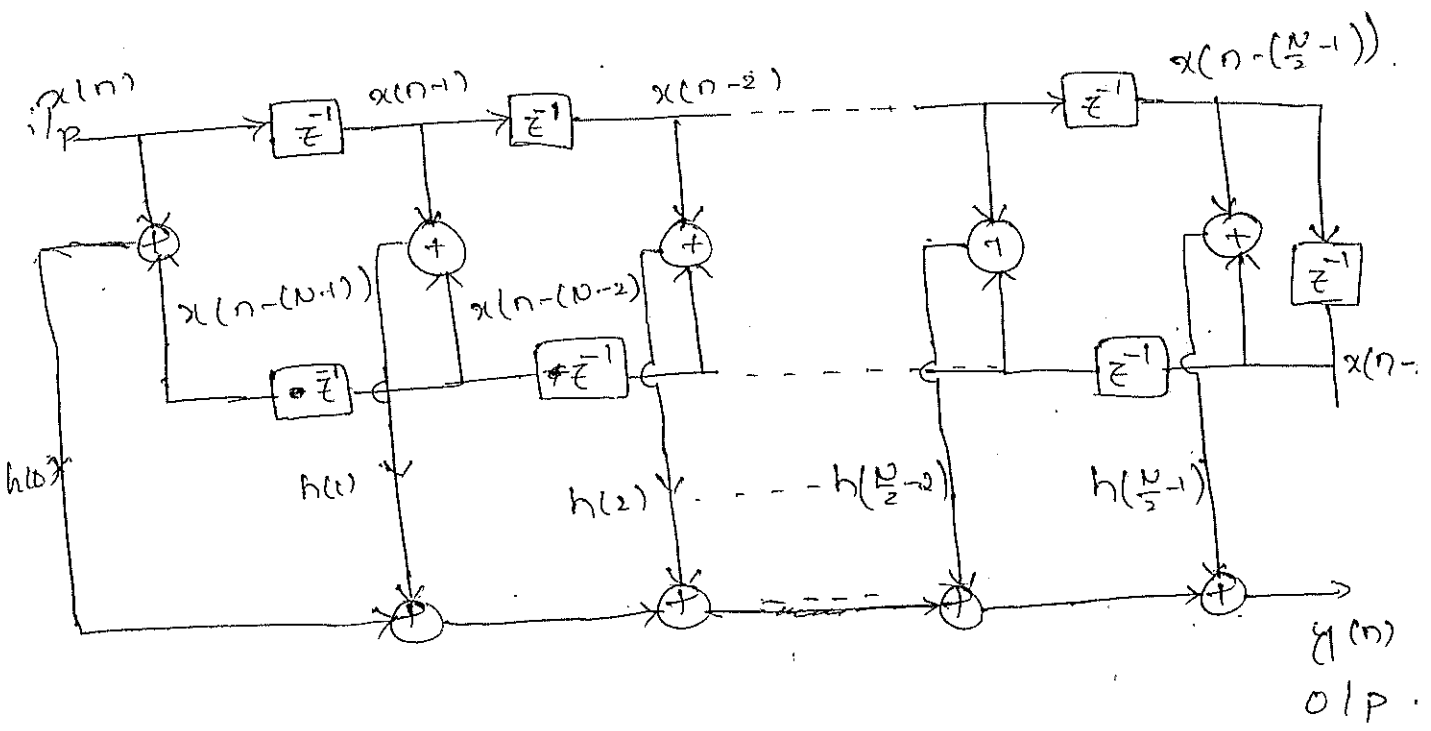 x(n)
i/p
x(n-1)
x(n-2)
x(n-(N/2-1)).
z^-1
z^-1
z^-1
+
+
+
+
+
z^-1
x(n-(N-1))
x(n-(N-2)
z^-1
z^-1
z^-1
x(n-
h(0)
h(1)
h(2)
h(N/2-2)
h(N/2-1)
+
+
+
+
y(n)
o/p.